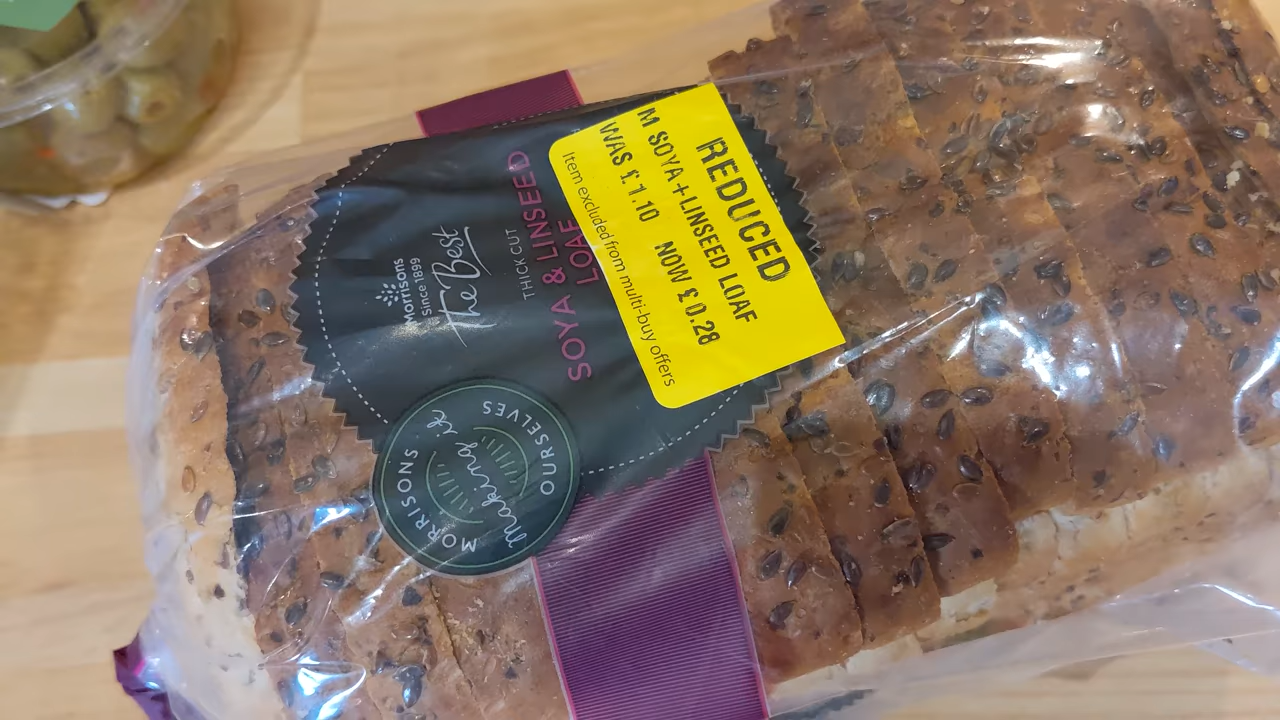 Morrisons
Since 1899
The Best
THICK CUT
SOYA & LINSEED
LOAF
REDUCED
M SOYA+LINSEED LOAF
WAS £1.10 NOW £0.28
Item excluded from multi-buy offers
MORRISONS
making it
OURSELVES